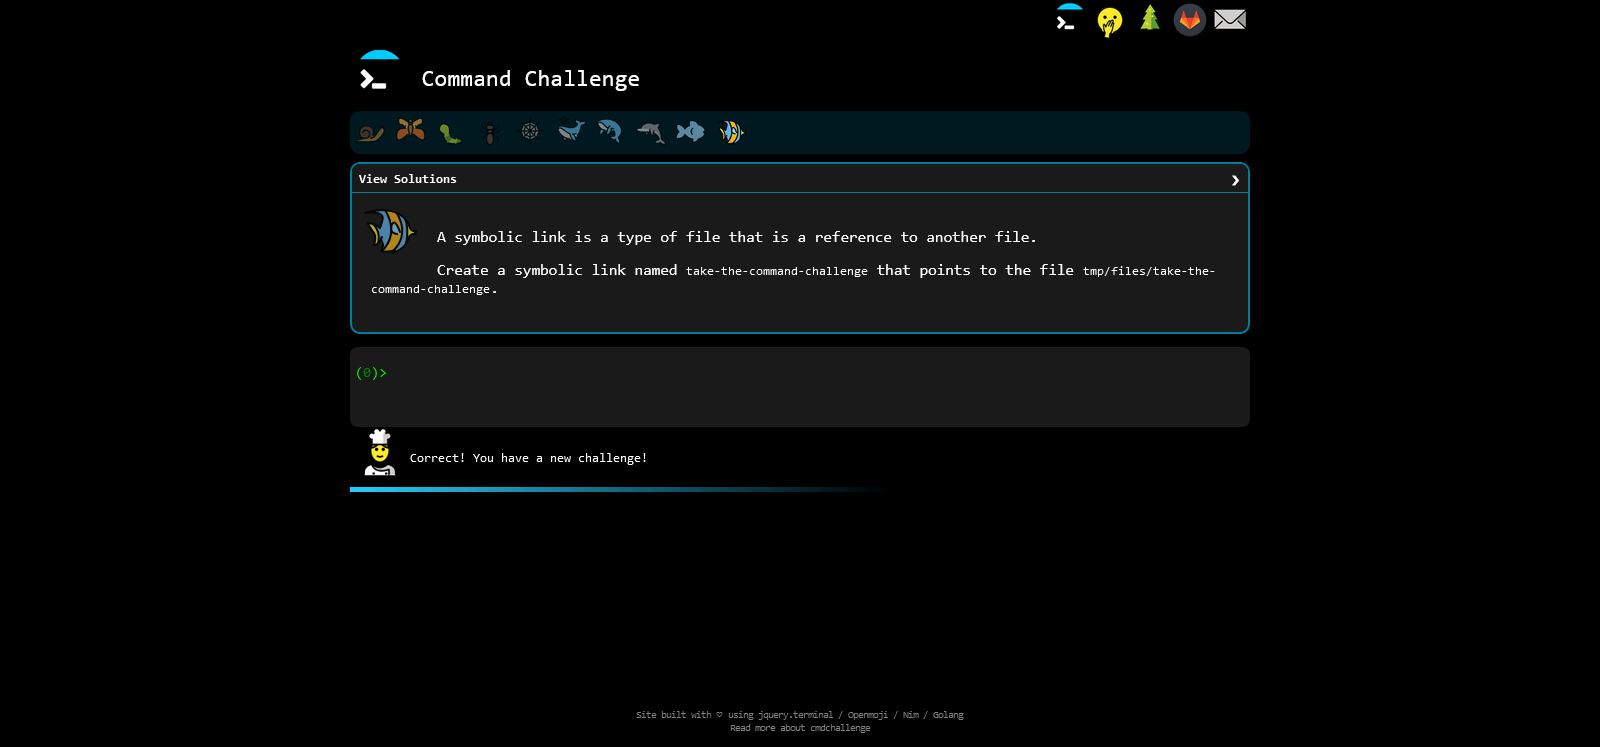 Command Challenge
View Solutions
A symbolic link is a type of file that is a reference to another file.
Create a symbolic link named take-the-command-challenge that points to the file tmp/files/take-the-
command-challenge.
(0)>
Correct! You have a new challenge!
Site built with ♡ using jquery.terminal / Openmoji / Nim / Golang
Read more about cmdchallenge